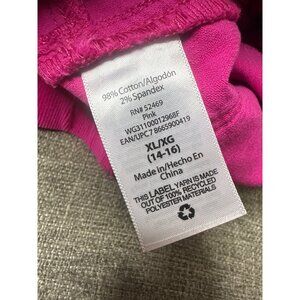 98% Cotton/Algodón
2% Spandex
RN# 52469
Pink
WG31100012968F
EAN/UPC7 8665900419
XL/XG
(14-16)
Made in/Hecho En
China
THIS LABEL YARN IS MADE
OUT OF 100% RECYCLED
POLYESTER MATERIALS